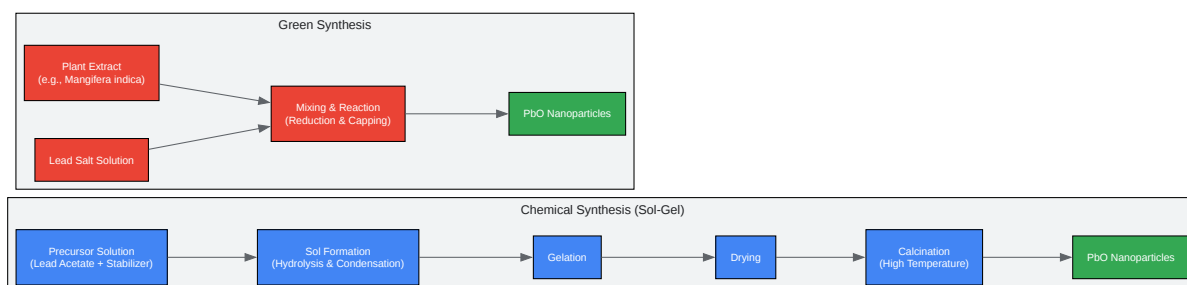 Green Synthesis
Plant Extract
(e.g., Mangifera indica)
Mixing & Reaction
(Reduction & Capping)
PbO Nanoparticles
Lead Salt Solution
Chemical Synthesis (Sol-Gel)
Precursor Solution
(Lead Acetate + Stabilizer)
Sol Formation
(Hydrolysis & Condensation)
Gelation
Drying
Calcination
(High Temperature)
PbO Nanoparticles